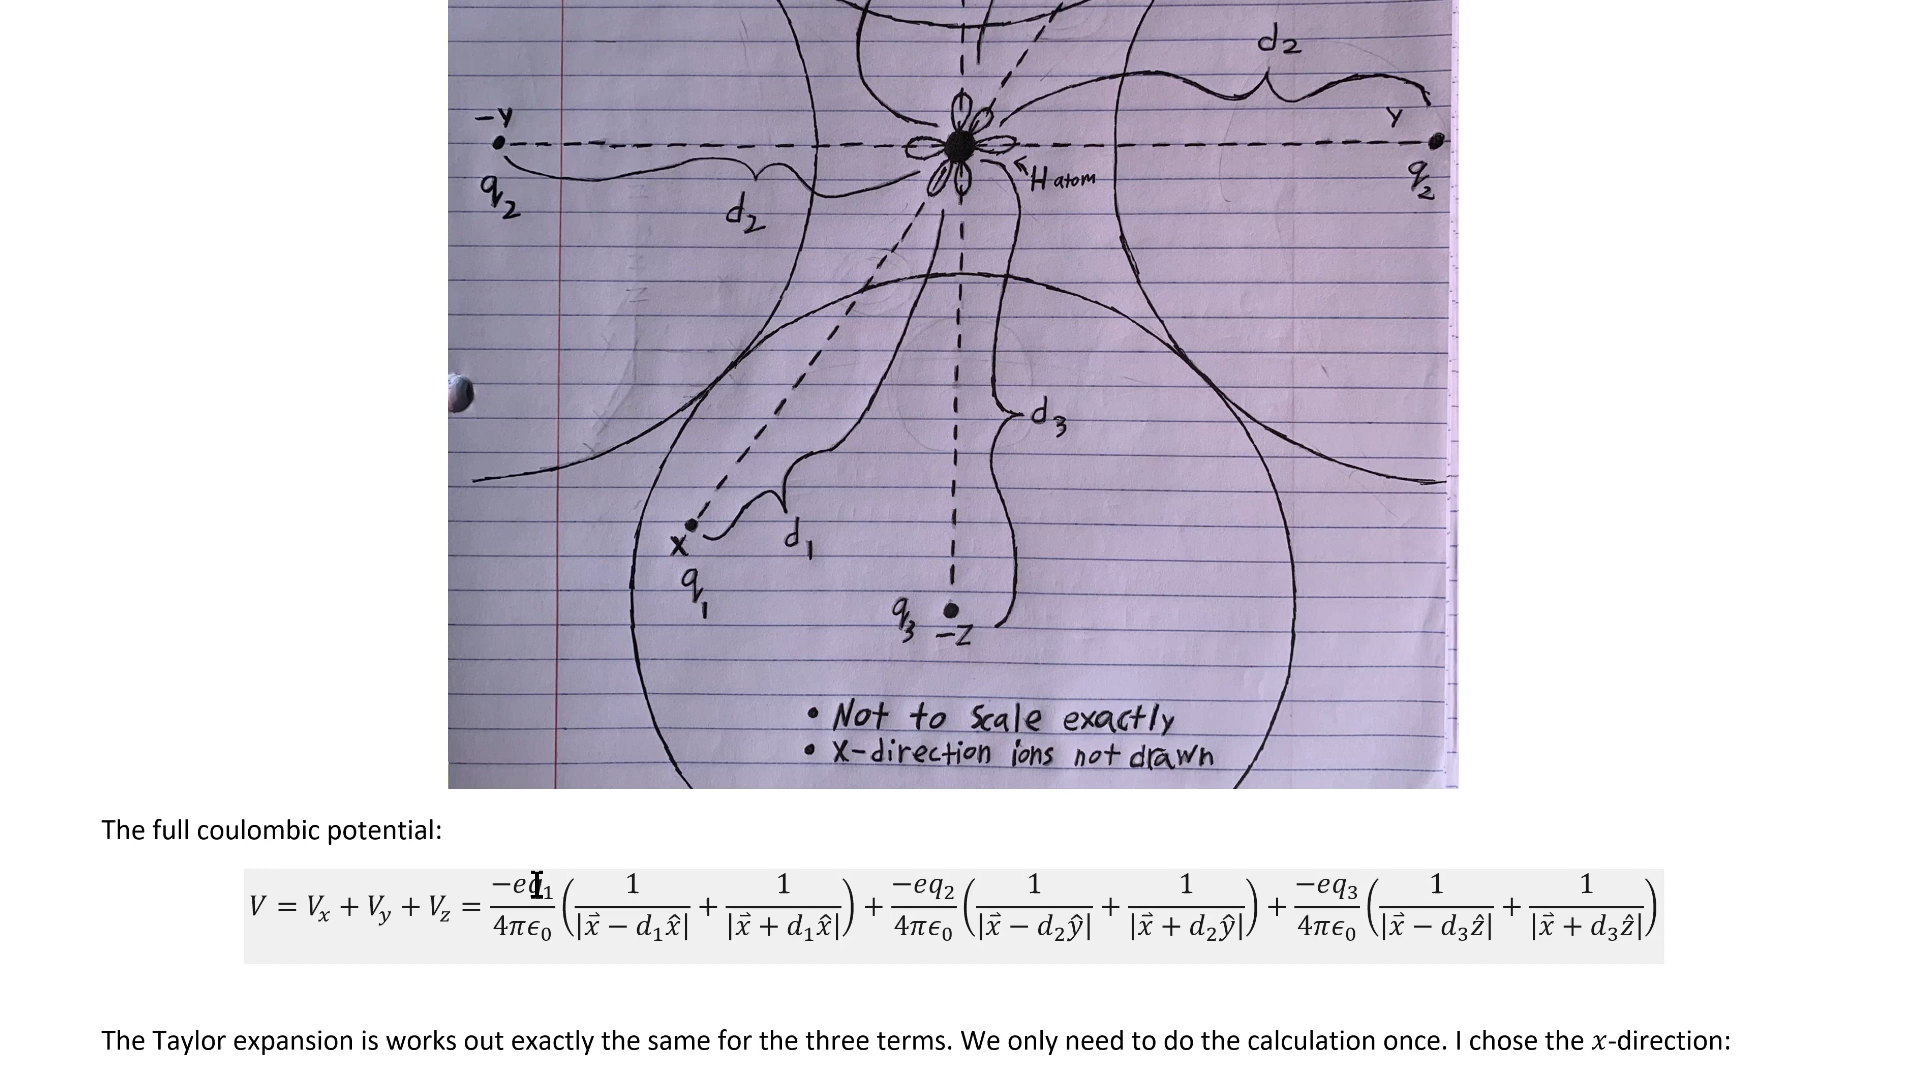 d₂
-Y
Y
q₂
d₂
H atom
q₂
d₃
X
d₁
q₁
q₃
-Z
• Not to scale exactly
• X-direction ions not drawn
The full coulombic potential:
V = Vₓ + V_y + V_z = -eq₁/4πϵ₀ (1/|x⃗ − d₁x̂| + 1/|x⃗ + d₁x̂|) + -eq₂/4πϵ₀ (1/|x⃗ − d₂ŷ| + 1/|x⃗ + d₂ŷ|) + -eq₃/4πϵ₀ (1/|x⃗ − d₃ẑ| + 1/|x⃗ + d₃ẑ|)
The Taylor expansion is works out exactly the same for the three terms. We only need to do the calculation once. I chose the x-direction: